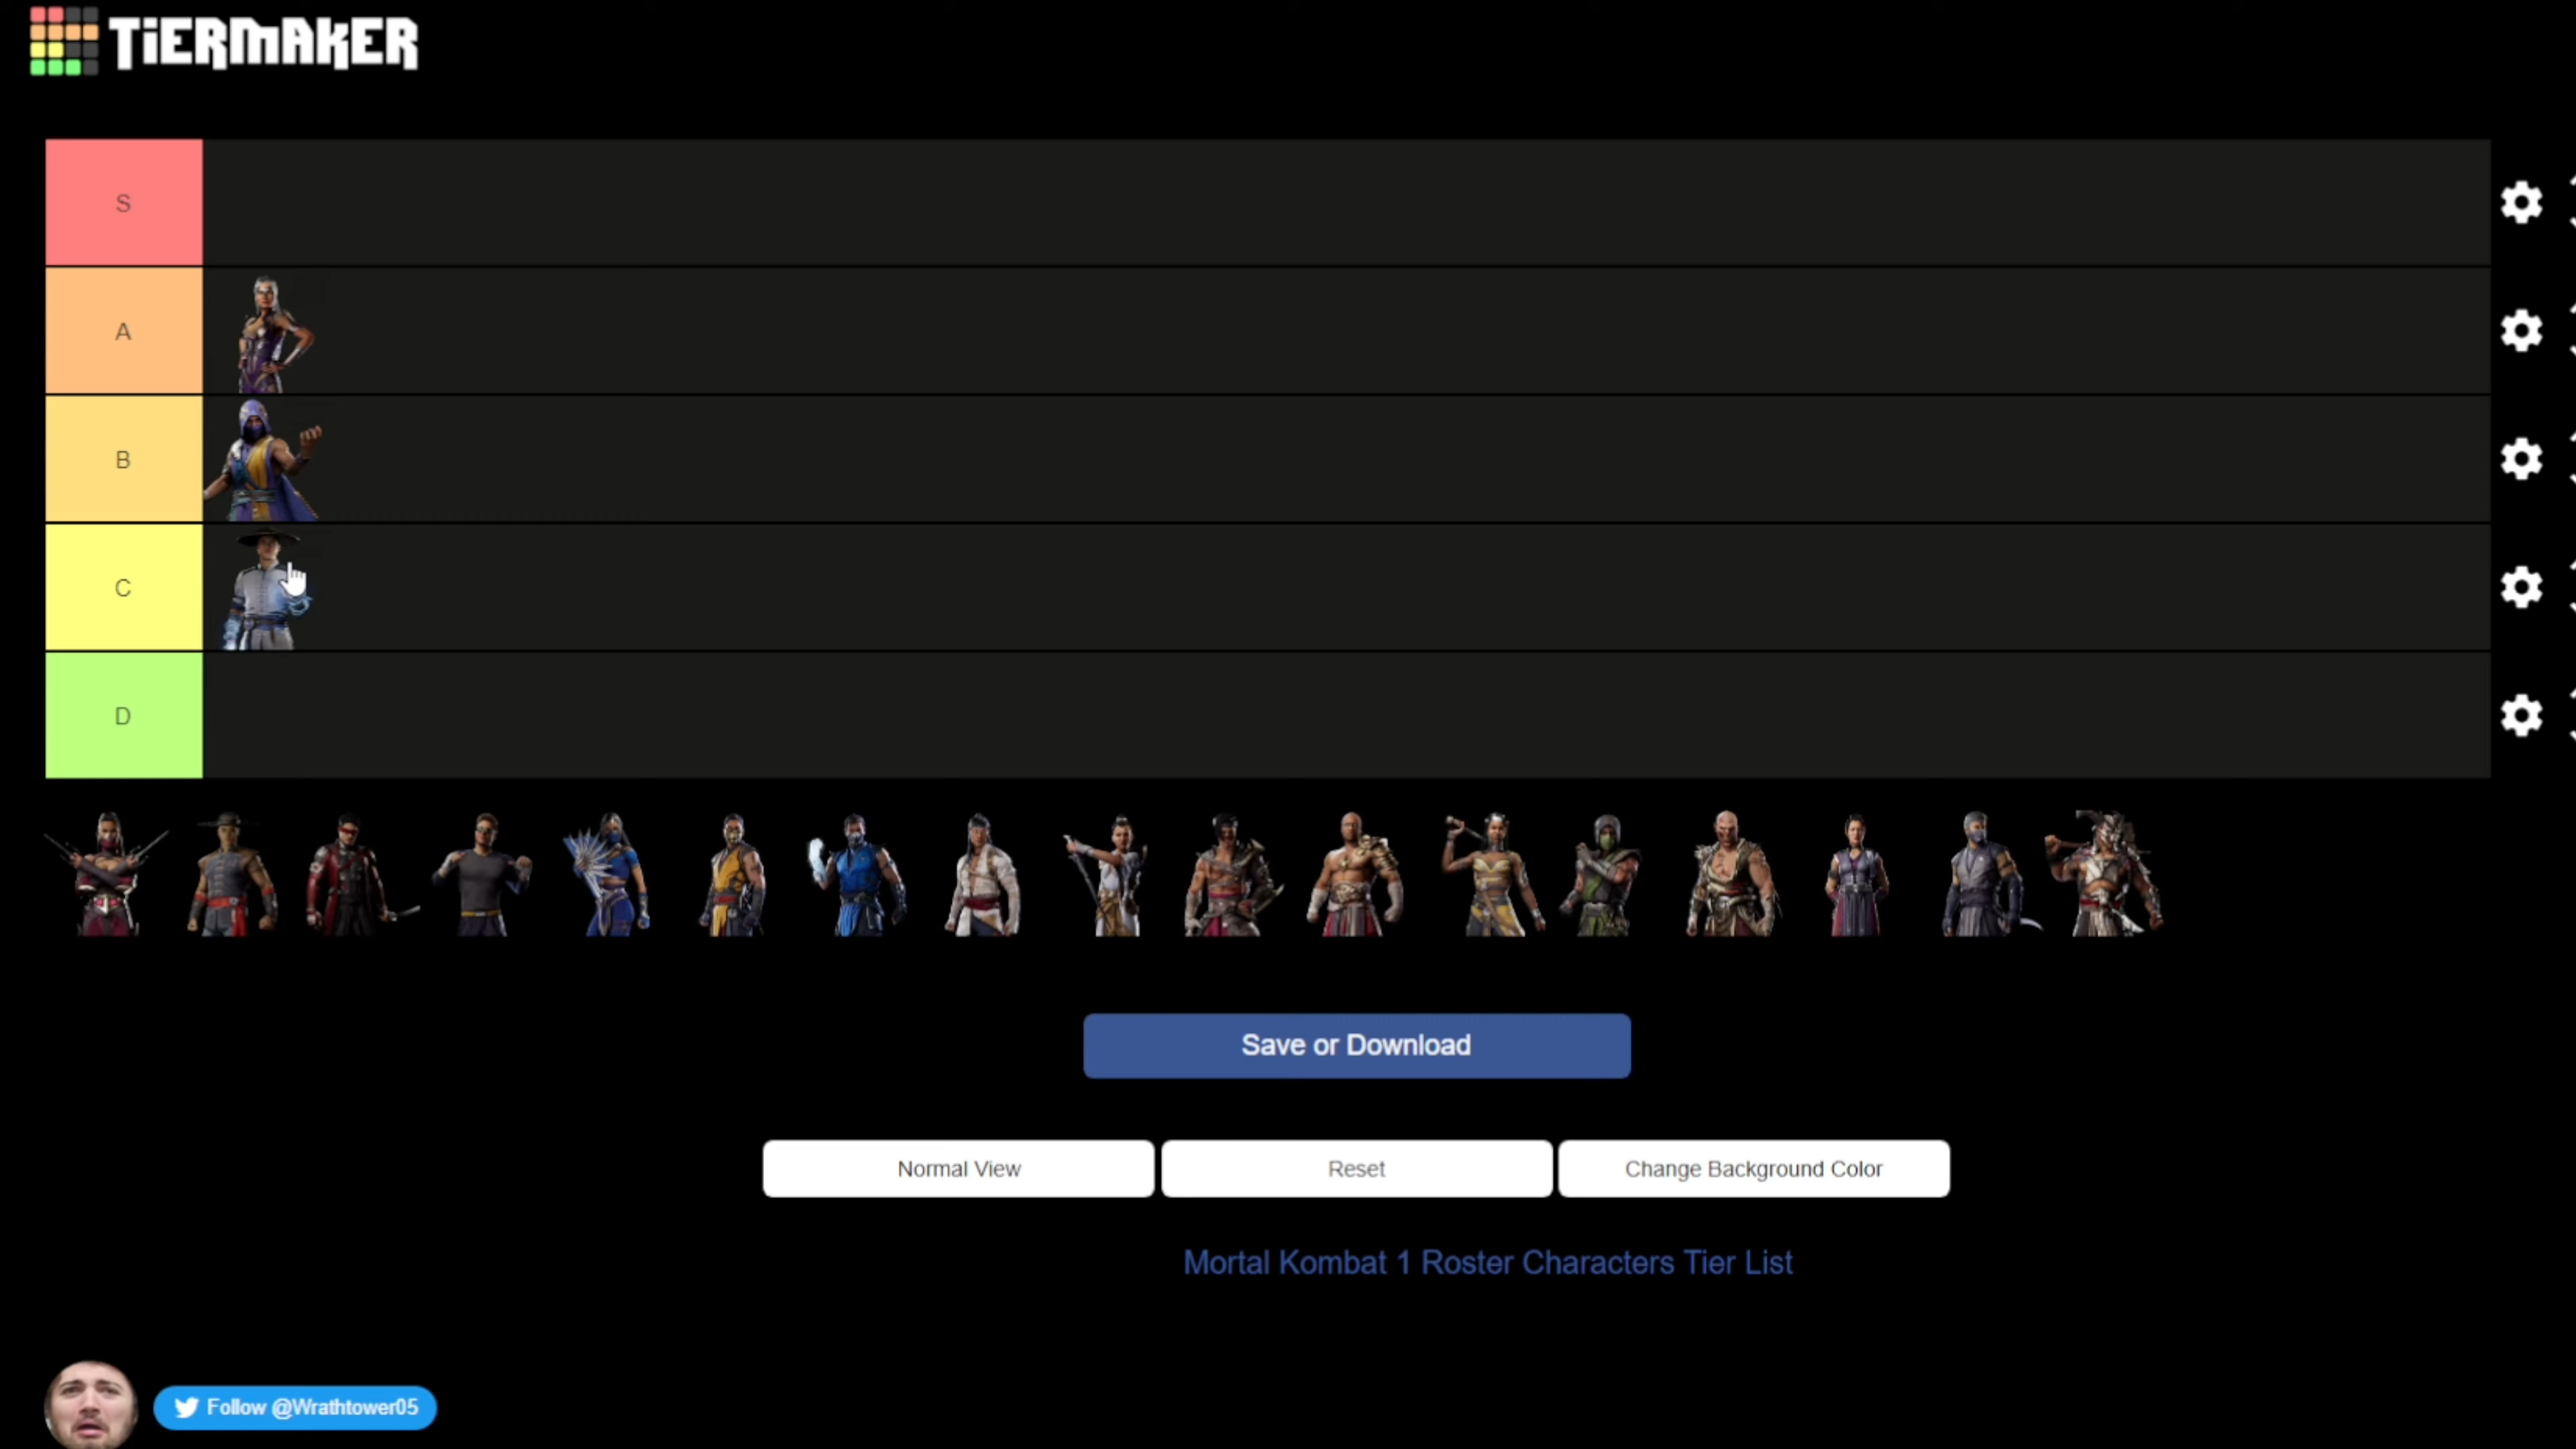 TiERMAKER
S
A
B
C
D
Save or Download
Normal View
Reset
Change Background Color
Mortal Kombat 1 Roster Characters Tier List
Follow @Wrathtower05